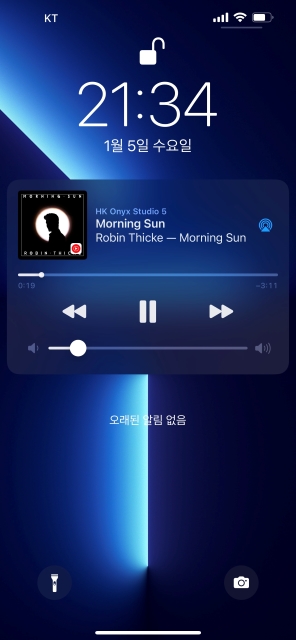 KT
21:34
1월 5일 수요일
MORNING SUN
ROBIN THICKE
HK Onyx Studio 5
Morning Sun
Robin Thicke — Morning Sun
0:19
-3:11
오래된 알림 없음